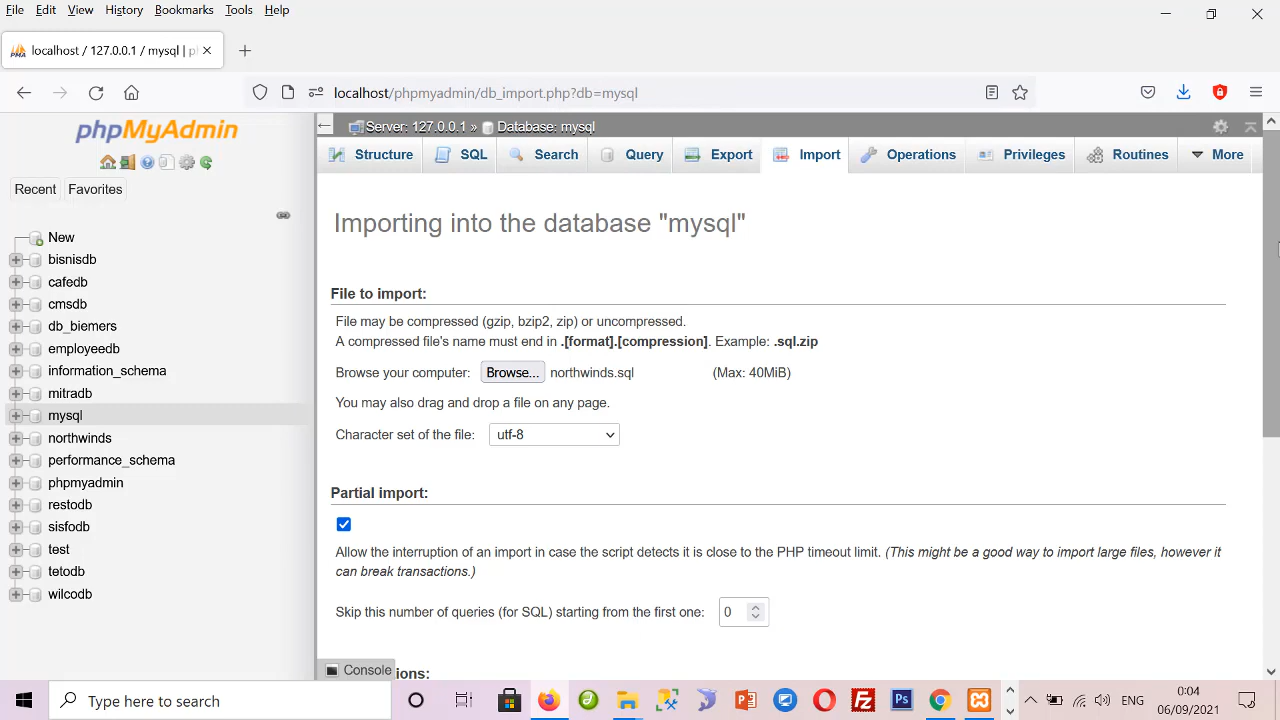 File Edit View History Bookmarks Tools Help
localhost / 127.0.0.1 / mysql | p
localhost/phpmyadmin/db_import.php?db=mysql
phpMyAdmin
Recent Favorites
New
bisnisdb
cafedb
cmsdb
db_biemers
employeedb
information_schema
mitradb
mysql
northwinds
performance_schema
phpmyadmin
restodb
sisfodb
test
tetodb
wilcodb
Server: 127.0.0.1 » Database: mysql
Structure SQL Search Query Export Import Operations Privileges Routines More
Importing into the database "mysql"
File to import:
File may be compressed (gzip, bzip2, zip) or uncompressed.
A compressed file's name must end in .[format].[compression]. Example: .sql.zip
Browse your computer: Browse... northwinds.sql (Max: 40MiB)
You may also drag and drop a file on any page.
Character set of the file: utf-8
Partial import:
Allow the interruption of an import in case the script detects it is close to the PHP timeout limit. (This might be a good way to import large files, however it
can break transactions.)
Skip this number of queries (for SQL) starting from the first one: 0
Console
ions:
Type here to search
ENG
0:04
06/09/2021